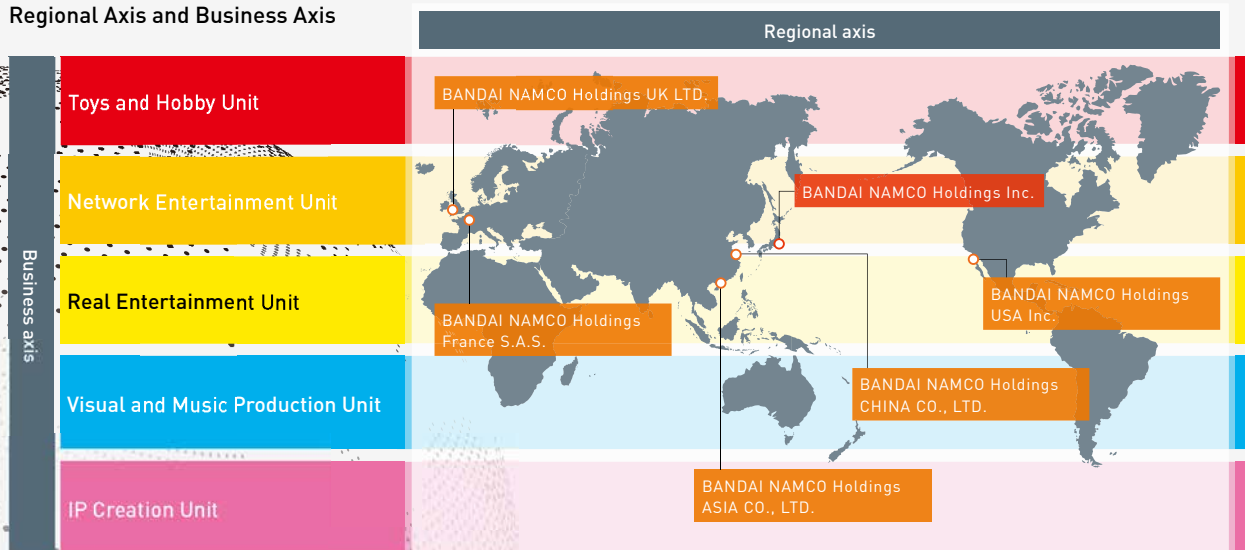 Regional Axis and Business Axis
Regional axis
Business axis
Toys and Hobby Unit
Network Entertainment Unit
Real Entertainment Unit
Visual and Music Production Unit
IP Creation Unit
BANDAI NAMCO Holdings UK LTD.
BANDAI NAMCO Holdings Inc.
BANDAI NAMCO Holdings
USA Inc.
BANDAI NAMCO Holdings
France S.A.S.
BANDAI NAMCO Holdings
CHINA CO., LTD.
BANDAI NAMCO Holdings
ASIA CO., LTD.